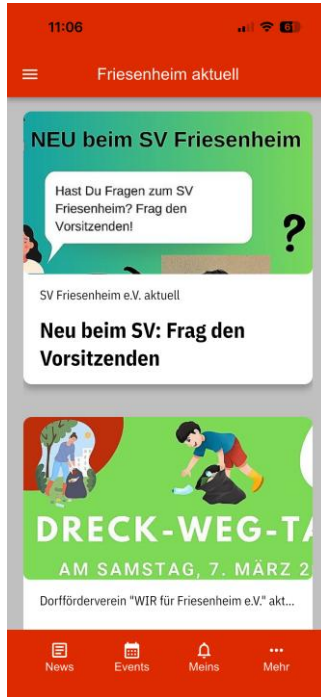 11:06
Friesenheim aktuell
NEU beim SV Friesenheim
Hast Du Fragen zum SV
Friesenheim? Frag den
Vorsitzenden!
?
SV Friesenheim e.V. aktuell
Neu beim SV: Frag den
Vorsitzenden
DRECK-WEG-TA
AM SAMSTAG, 7. MÄRZ 2
Dorfförderverein "WIR für Friesenheim e.V." akt...
News
Events
Meins
Mehr